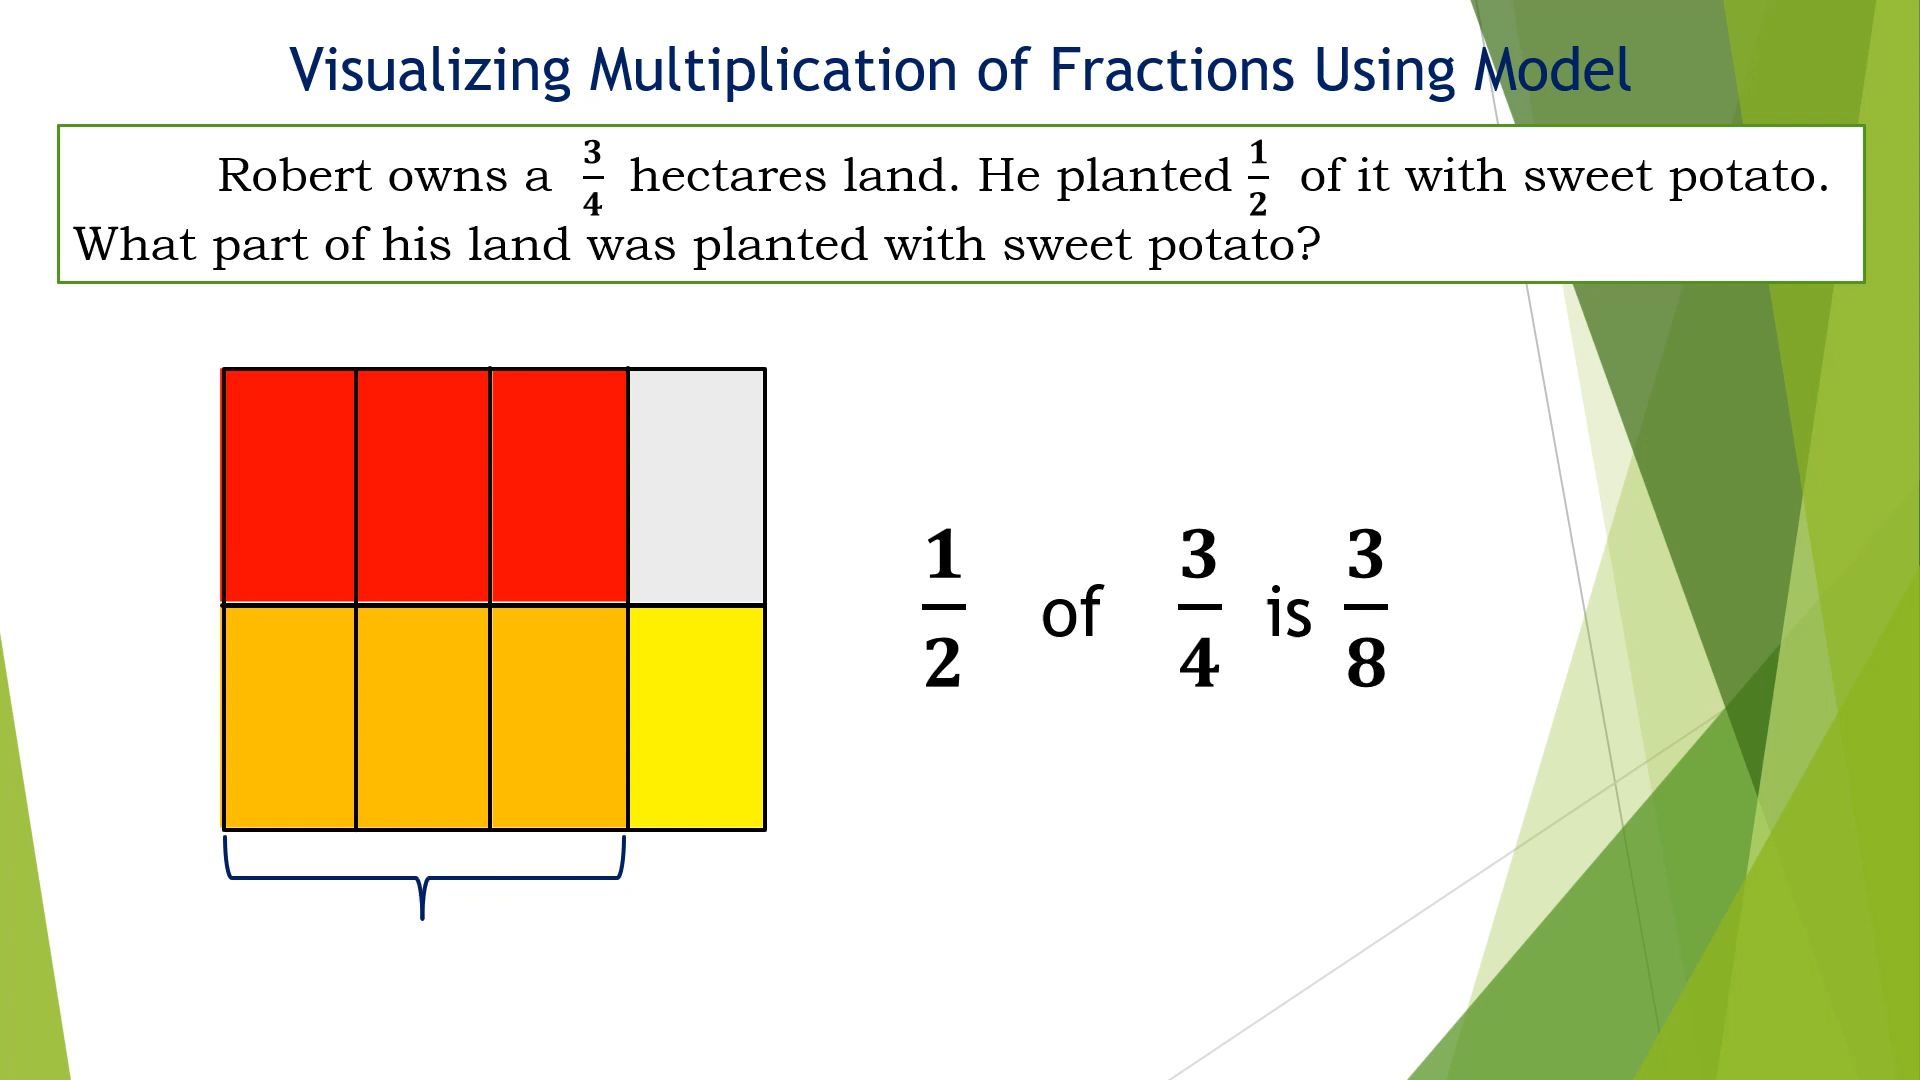 Visualizing Multiplication of Fractions Using Model
Robert owns a 3/4 hectares land. He planted 1/2 of it with sweet potato.
What part of his land was planted with sweet potato?
1/2 of 3/4 is 3/8